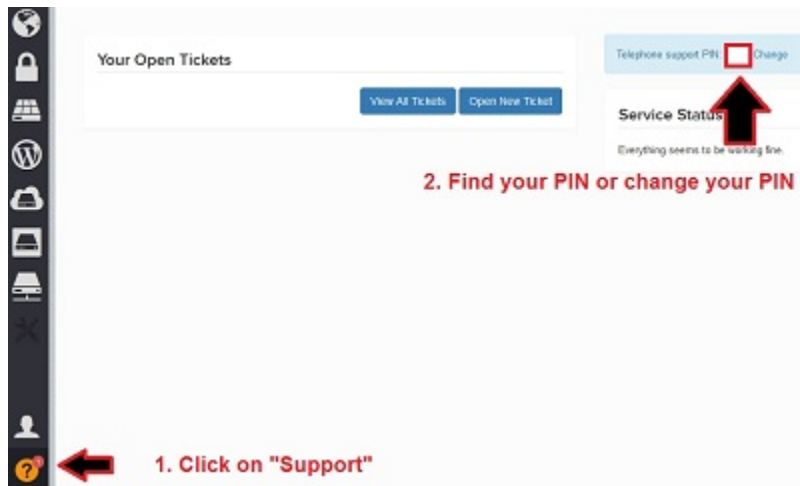 Your Open Tickets
View All Tickets
Open New Ticket
Telephone support PIN: Change
Service Status
Everything seems to be working fine.
2. Find your PIN or change your PIN
1. Click on "Support"